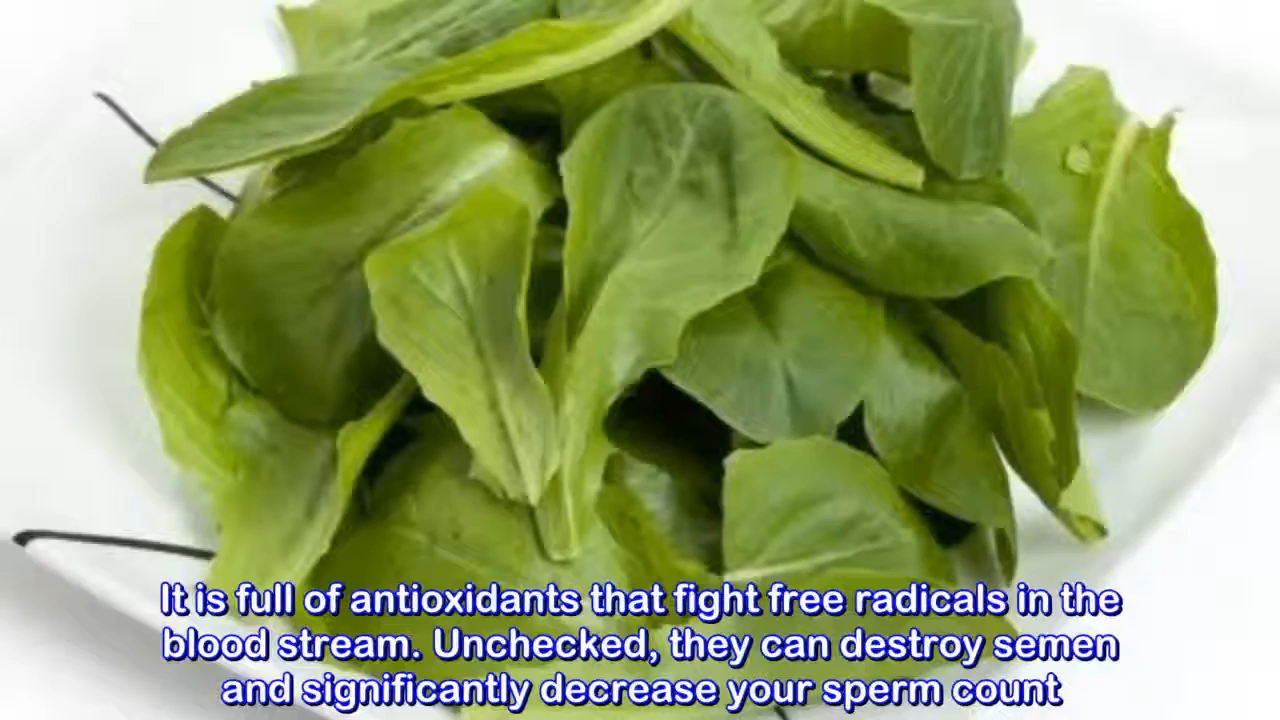 It is full of antioxidants that fight free radicals in the
blood stream. Unchecked, they can destroy semen
and significantly decrease your sperm count